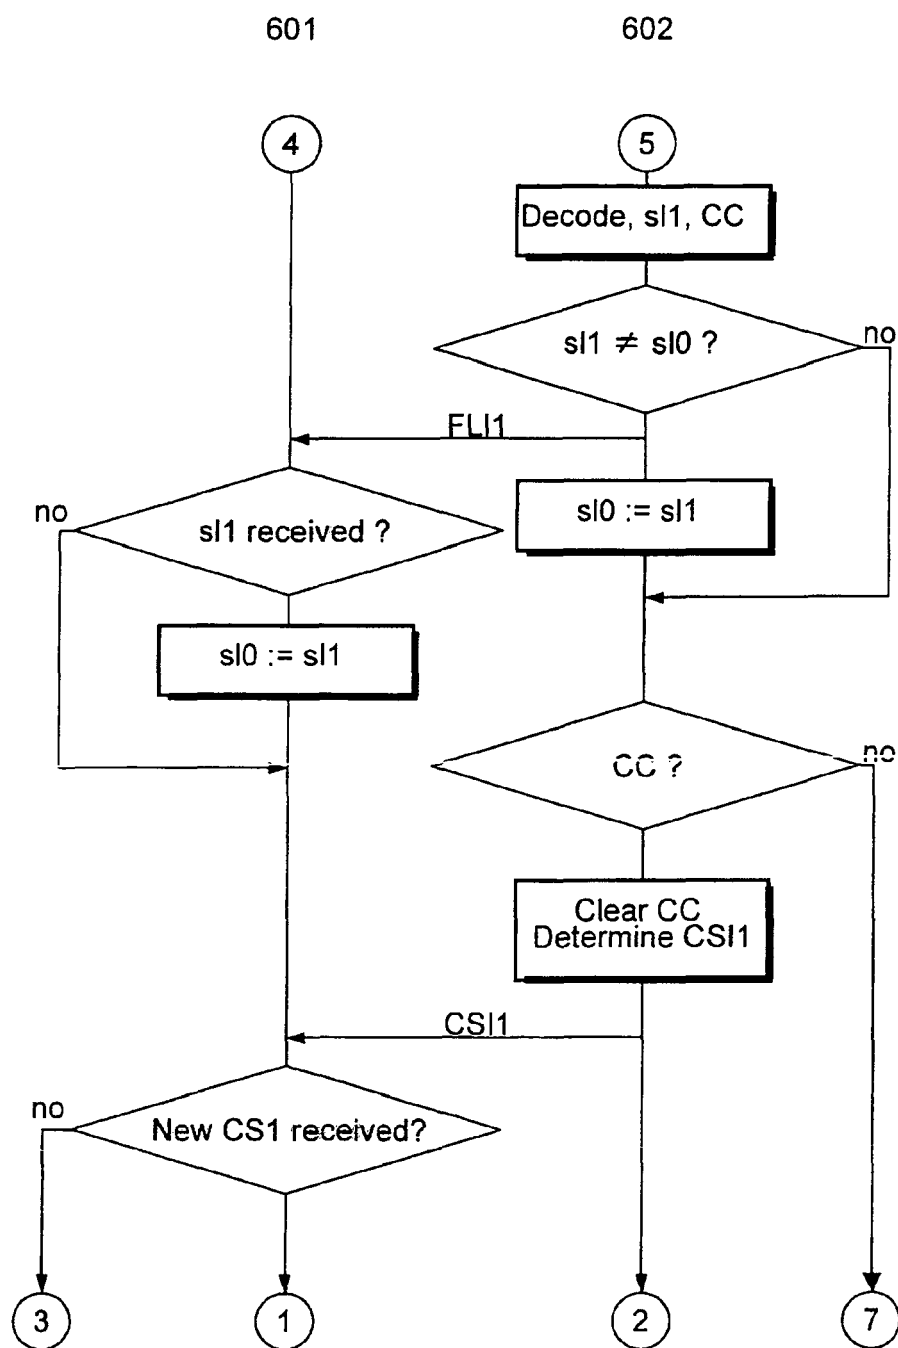 601 602
4 5
Decode, sl1, CC
sl1 ≠ sl0 ?
no
FLI1
no
sl1 received ?
sl0 := sl1
sl0 := sl1
CC ?
no
Clear CC
Determine CSI1
CSI1
no
New CS1 received?
3 1 2 7